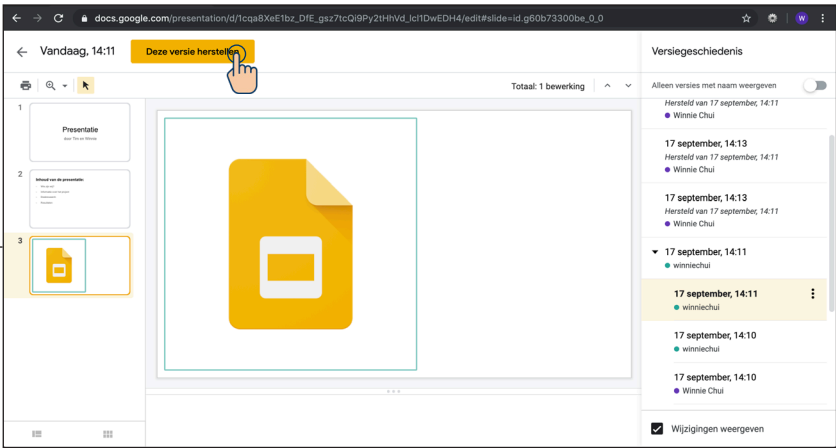 docs.google.com/presentation/d/1cqa8XeE1bz_DfE_gsz7tcQi9Py2tHhVd_lcl1DwEDH4/edit#slide=id.g60b73300be_0_0
W
Vandaag, 14:11
Deze versie herstellen
Versiegeschiedenis
Totaal: 1 bewerking
Alleen versies met naam weergeven
1
Presentatie
door Tim en Winnie
2
Inhoud van de presentatie:
3
Hersteld van 17 september, 14:11
Winnie Chui
17 september, 14:13
Hersteld van 17 september, 14:11
Winnie Chui
17 september, 14:13
Hersteld van 17 september, 14:11
Winnie Chui
17 september, 14:11
winniechui
17 september, 14:11
winniechui
17 september, 14:10
winniechui
17 september, 14:10
Winnie Chui
Wijzigingen weergeven